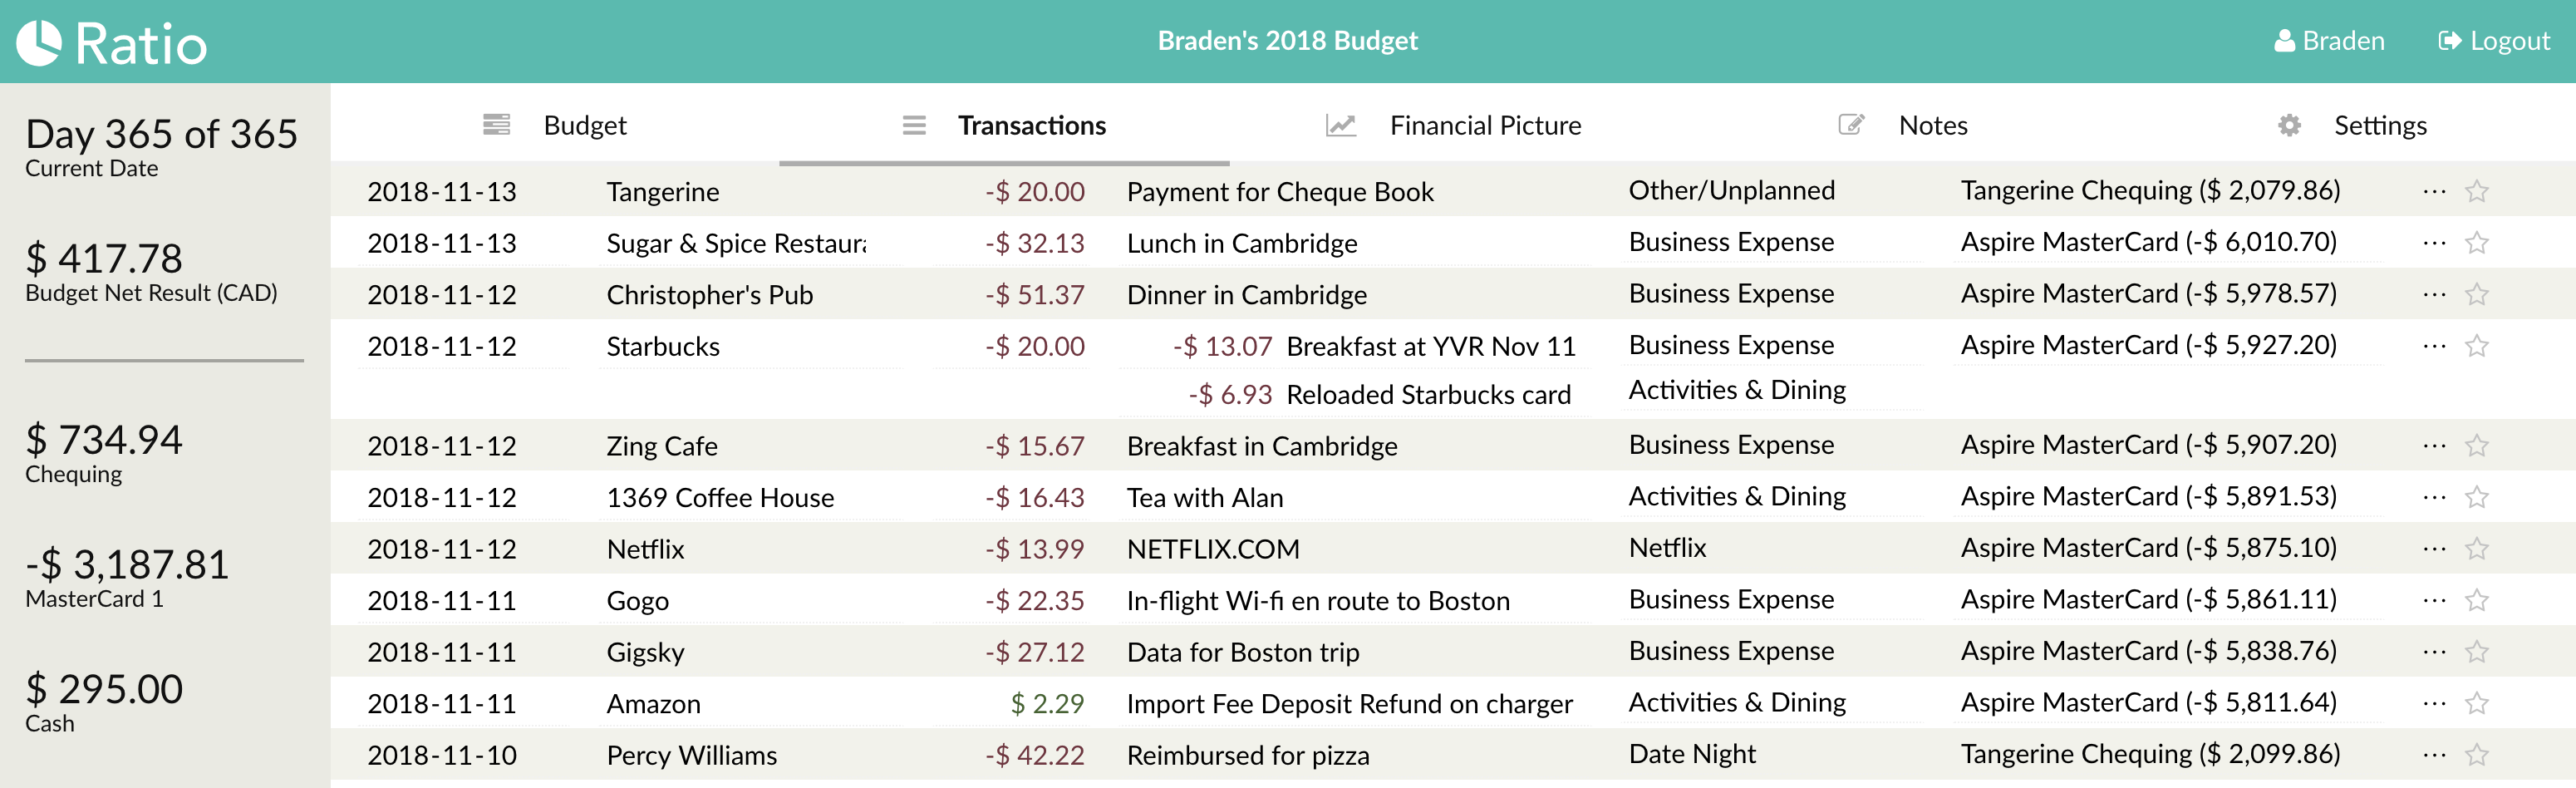 Ratio
Braden's 2018 Budget
Braden
Logout
Day 365 of 365
Current Date
$ 417.78
Budget Net Result (CAD)
$ 734.94
Chequing
-$ 3,187.81
MasterCard 1
$ 295.00
Cash
Budget Transactions Financial Picture Notes Settings
2018-11-13 Tangerine -$ 20.00 Payment for Cheque Book Other/Unplanned Tangerine Chequing ($ 2,079.86) ...
2018-11-13 Sugar & Spice -$ 32.13 Lunch in Cambridge Business Expense Aspire MasterCard (-$ 6,010.70) ...
2018-11-12 Christopher's Pub -$ 51.37 Dinner in Cambridge Business Expense Aspire MasterCard (-$ 5,978.57) ...
2018-11-12 Starbucks -$ 20.00 -$ 13.07 Breakfast at YVR Nov 11 Business Expense Aspire MasterCard (-$ 5,927.20) ...
-$ 6.93 Reloaded Starbucks card Activities & Dining
2018-11-12 Zing Cafe -$ 15.67 Breakfast in Cambridge Business Expense Aspire MasterCard (-$ 5,907.20) ...
2018-11-12 1369 Coffee House -$ 16.43 Tea with Alan Activities & Dining Aspire MasterCard (-$ 5,891.53) ...
2018-11-12 Netflix -$ 13.99 NETFLIX.COM Netflix Aspire MasterCard (-$ 5,875.10) ...
2018-11-11 Gogo -$ 22.35 In-flight Wi-fi en route to Boston Business Expense Aspire MasterCard (-$ 5,861.11) ...
2018-11-11 Gigsky -$ 27.12 Data for Boston trip Business Expense Aspire MasterCard (-$ 5,838.76) ...
2018-11-11 Amazon $ 2.29 Import Fee Deposit Refund on charger Activities & Dining Aspire MasterCard (-$ 5,811.64) ...
2018-11-10 Percy Williams -$ 42.22 Reimbursed for pizza Date Night Tangerine Chequing ($ 2,099.86) ...